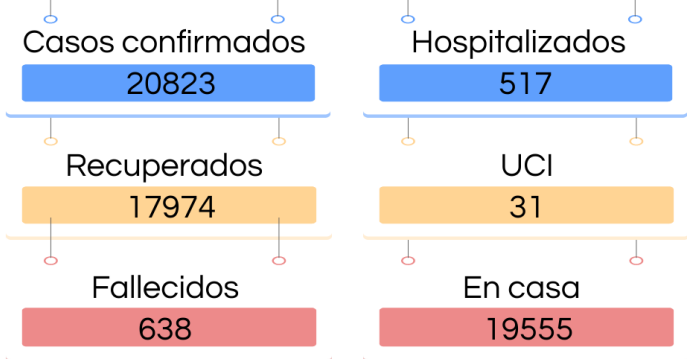 Casos confirmados
20823
Hospitalizados
517
Recuperados
17974
UCI
31
Fallecidos
638
En casa
19555